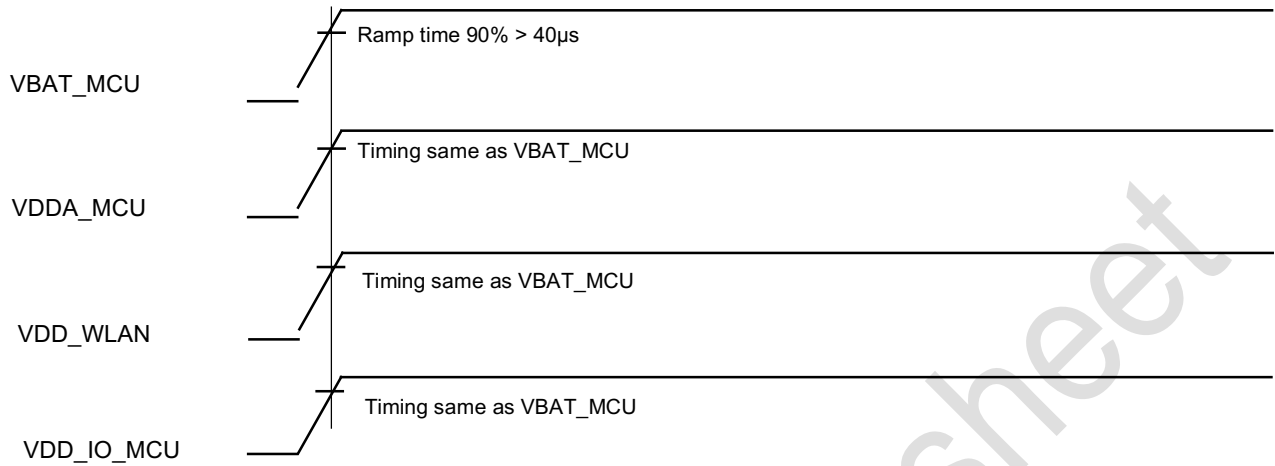 Ramp time 90% > 40µs
VBAT_MCU
Timing same as VBAT_MCU
VDDA_MCU
Timing same as VBAT_MCU
VDD_WLAN
Timing same as VBAT_MCU
VDD_IO_MCU
sheet